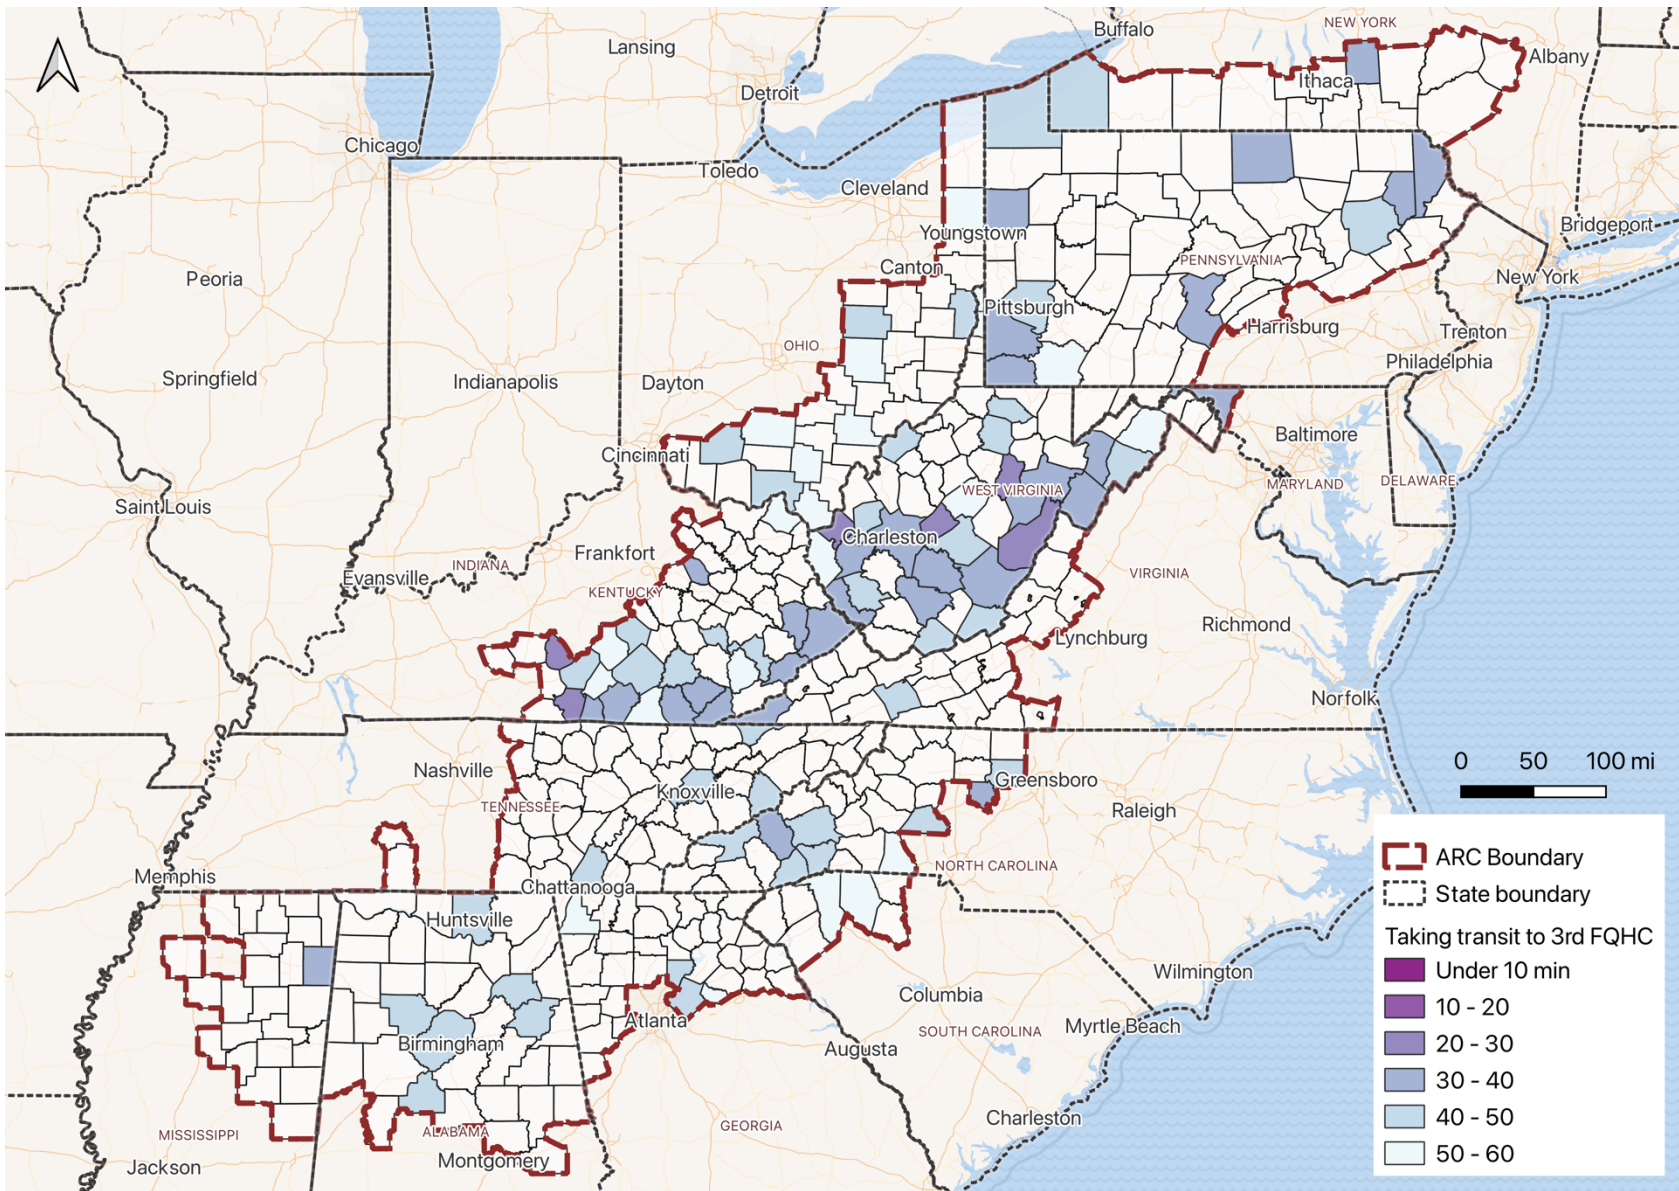 Buffalo
NEW YORK
Albany
Lansing
Ithaca
Detroit
Chicago
Toledo
Cleveland
Bridgeport
Youngstown
PENNSYLVANIA
Canton
New York
Peoria
Pittsburgh
Harrisburg
Trenton
OHIO
Philadelphia
Springfield
Indianapolis
Dayton
Baltimore
Cincinnati
MARYLAND
DELAWARE
WEST VIRGINIA
Saint Louis
Charleston
Frankfort
INDIANA
Evansville
VIRGINIA
KENTUCKY
Richmond
Lynchburg
Norfolk
0 50 100 mi
Nashville
Greensboro
Knoxville
TENNESSEE
Raleigh
NORTH CAROLINA
Memphis
Chattanooga
Huntsville
Wilmington
Columbia
Atlanta
SOUTH CAROLINA
Myrtle Beach
Birmingham
Augusta
Charleston
GEORGIA
MISSISSIPPI
ALABAMA
Montgomery
Jackson
ARC Boundary
State boundary
Taking transit to 3rd FQHC
Under 10 min
10 - 20
20 - 30
30 - 40
40 - 50
50 - 60